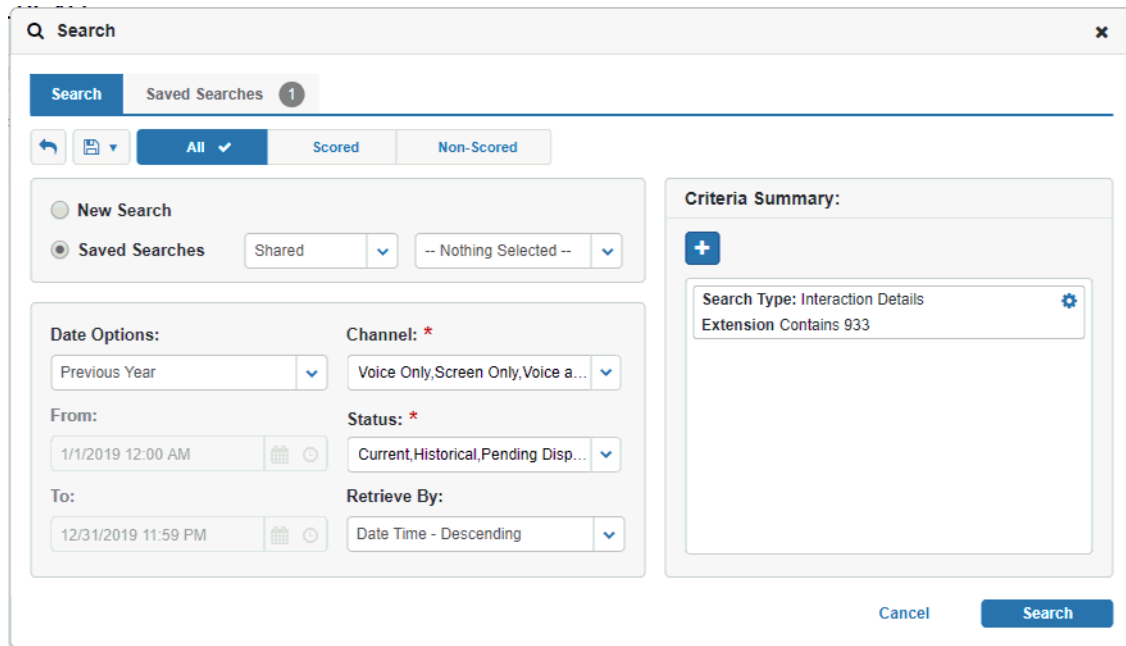 Search
Search
Saved Searches 1
All
Scored
Non-Scored
New Search
Saved Searches
Shared
-- Nothing Selected --
Date Options:
Previous Year
From:
1/1/2019 12:00 AM
To:
12/31/2019 11:59 PM
Channel: *
Voice Only,Screen Only,Voice a...
Status: *
Current,Historical,Pending Disp...
Retrieve By:
Date Time - Descending
Criteria Summary:
Search Type: Interaction Details
Extension Contains 933
Cancel
Search